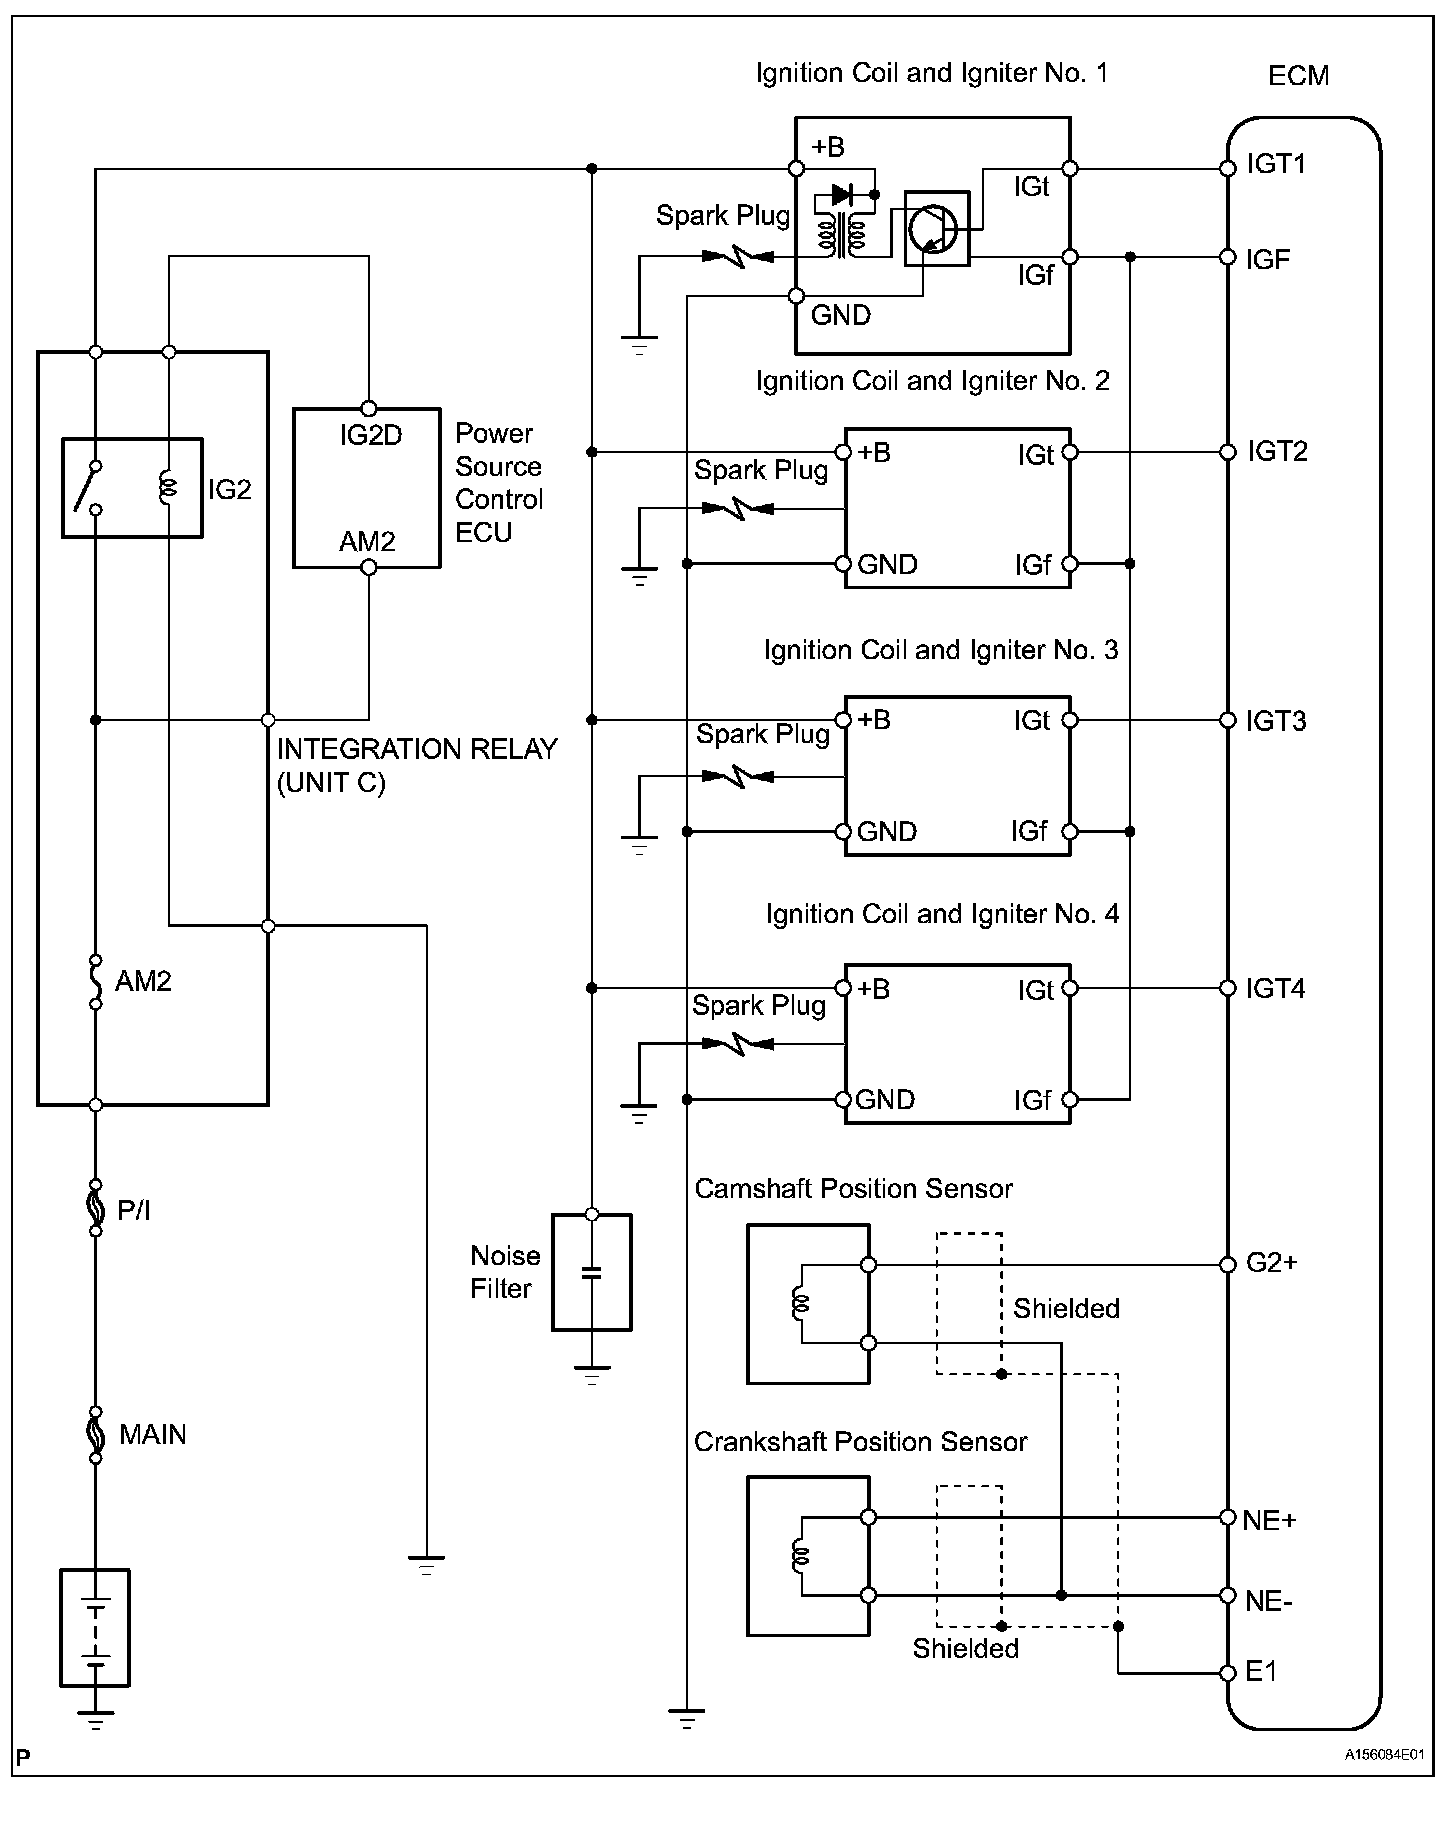 Ignition Coil and Igniter No. 1
ECM
+B
IGt
IGT1
Spark Plug
IGf
IGF
GND
Ignition Coil and Igniter No. 2
IG2D
Power
Source
Control
ECU
AM2
IG2
+B
IGt
IGT2
Spark Plug
GND
IGf
Ignition Coil and Igniter No. 3
+B
IGt
IGT3
Spark Plug
INTEGRATION RELAY
(UNIT C)
GND
IGf
Ignition Coil and Igniter No. 4
AM2
+B
IGt
IGT4
Spark Plug
GND
IGf
P/I
Camshaft Position Sensor
Noise
Filter
G2+
Shielded
MAIN
Crankshaft Position Sensor
NE+
NE-
Shielded
E1
P
A156084E01